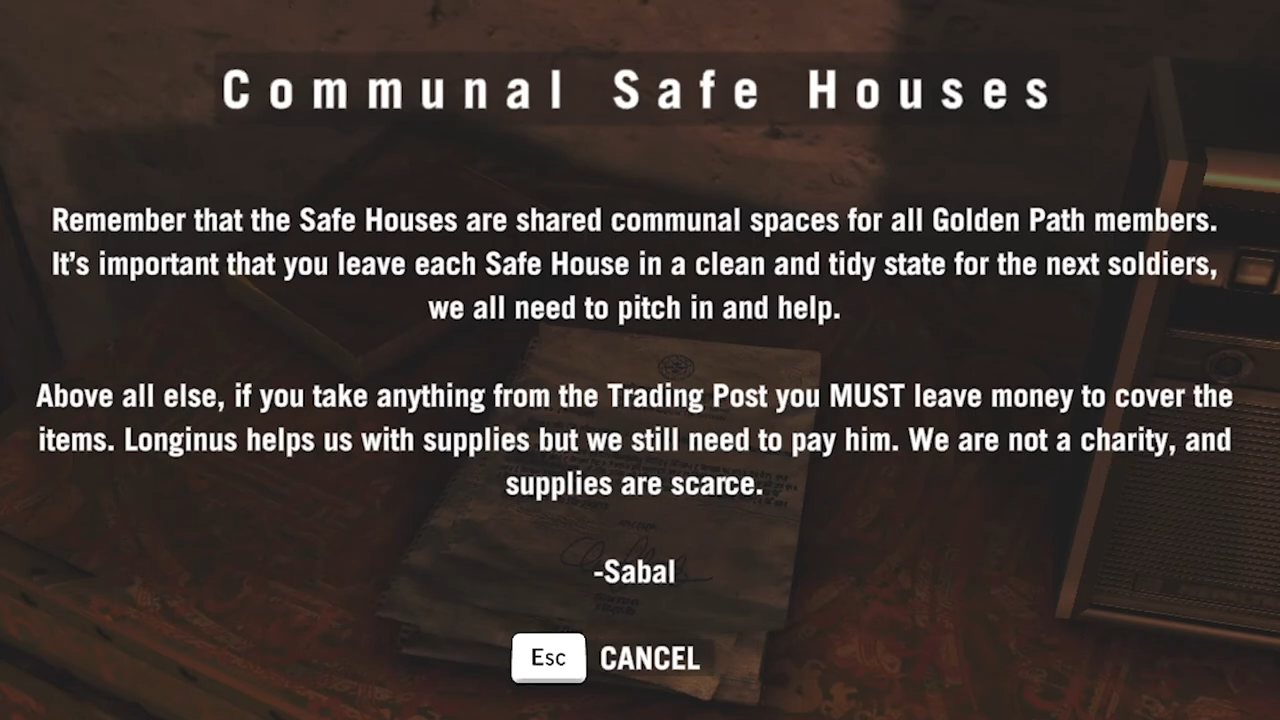 Communal Safe Houses
Remember that the Safe Houses are shared communal spaces for all Golden Path members.
It’s important that you leave each Safe House in a clean and tidy state for the next soldiers,
we all need to pitch in and help.
Above all else, if you take anything from the Trading Post you MUST leave money to cover the
items. Longinus helps us with supplies but we still need to pay him. We are not a charity, and
supplies are scarce.
-Sabal
Esc CANCEL